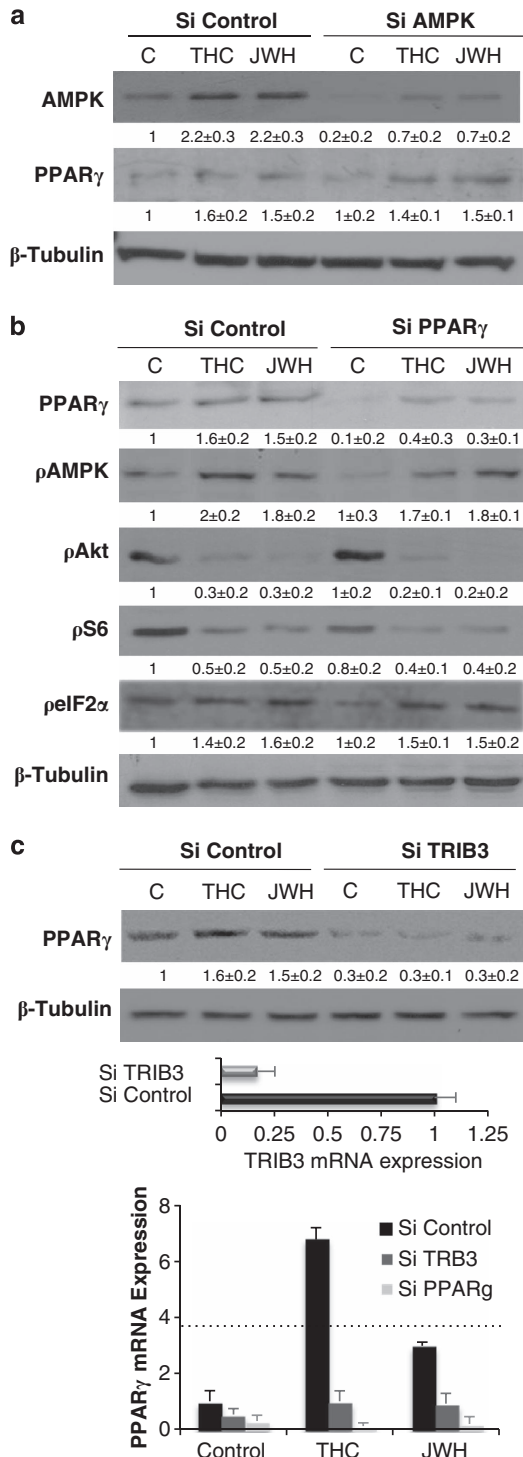 a
Si Control Si AMPK
C THC JWH C THC JWH
AMPK
1 2.2±0.3 2.2±0.3 0.2±0.2 0.7±0.2 0.7±0.2
PPARγ
1 1.6±0.2 1.5±0.2 1±0.2 1.4±0.1 1.5±0.1
β-Tubulin
b
Si Control Si PPARγ
C THC JWH C THC JWH
PPARγ
1 1.6±0.2 1.5±0.2 0.1±0.2 0.4±0.3 0.3±0.1
ρAMPK
1 2±0.2 1.8±0.2 1±0.3 1.7±0.1 1.8±0.1
ρAkt
1 0.3±0.2 0.3±0.2 1±0.2 0.2±0.1 0.2±0.2
ρS6
1 0.5±0.2 0.5±0.2 0.8±0.2 0.4±0.1 0.4±0.2
ρeIF2α
1 1.4±0.2 1.6±0.2 1±0.2 1.5±0.1 1.5±0.2
β-Tubulin
c
Si Control Si TRIB3
C THC JWH C THC JWH
PPARγ
1 1.6±0.2 1.5±0.2 0.3±0.2 0.3±0.1 0.3±0.2
β-Tubulin
Si TRIB3
Si Control
0 0.25 0.5 0.75 1 1.25
TRIB3 mRNA expression
PPARγ mRNA Expression
8
6
4
2
0
Si Control
Si TRB3
Si PPARg
Control THC JWH